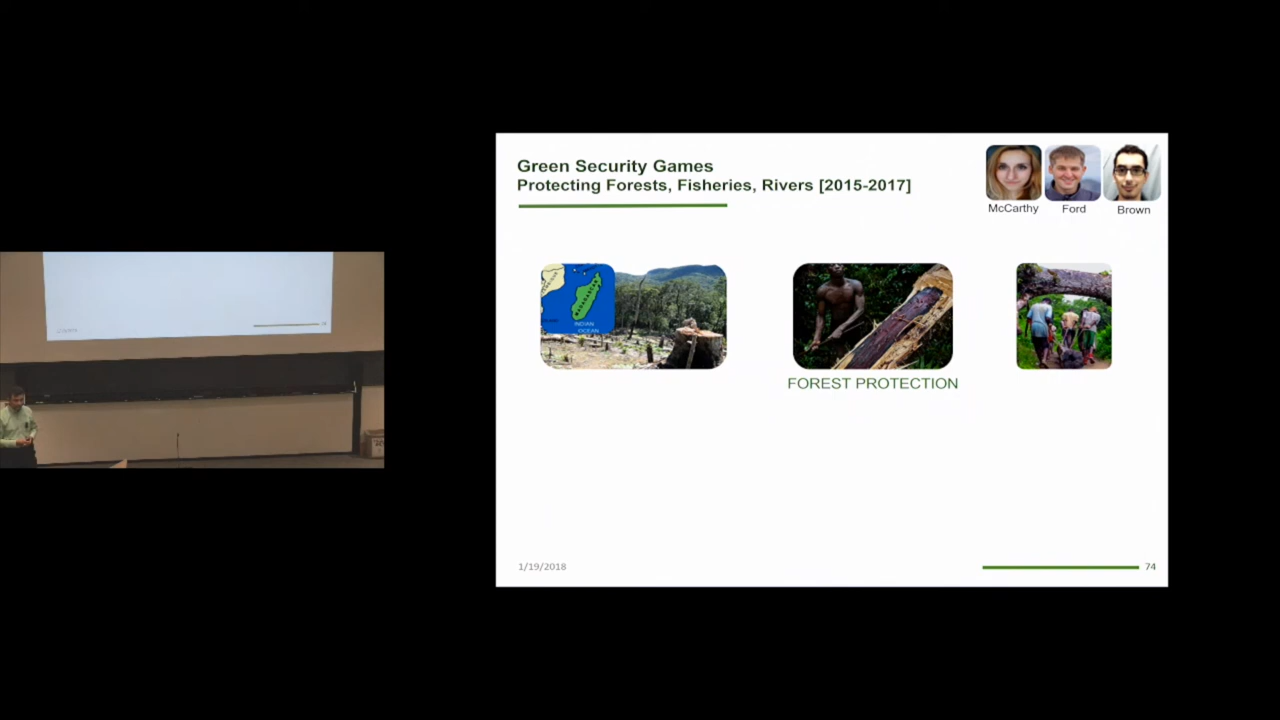 Green Security Games
Protecting Forests, Fisheries, Rivers [2015-2017]
McCarthy
Ford
Brown
INDIAN
OCEAN
FOREST PROTECTION
1/19/2018
74